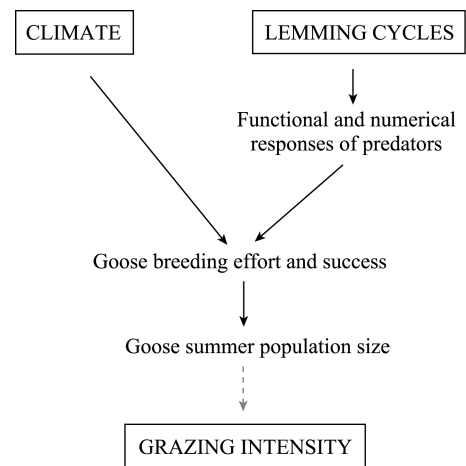 CLIMATE
LEMMING CYCLES
Functional and numerical
responses of predators
Goose breeding effort and success
Goose summer population size
GRAZING INTENSITY